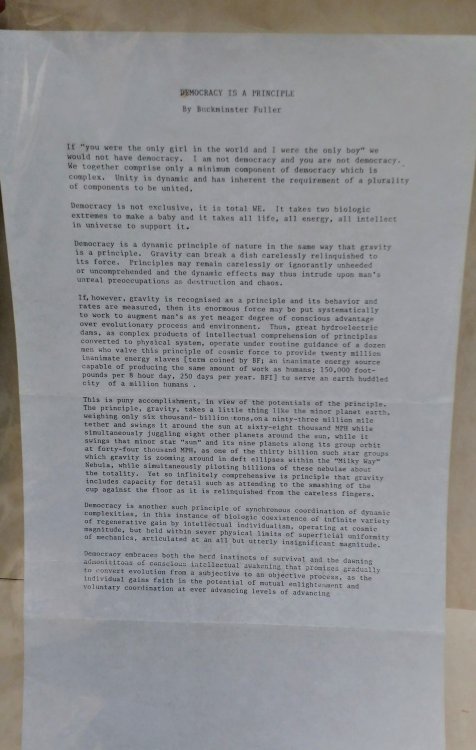 DEMOCRACY IS A PRINCIPLE
By Buckminster Fuller
If "you were the only girl in the world and I were the only boy" we
would not have democracy. I am not democracy and you are not democracy.
We together comprise only a minimum component of democracy which is
complex. Unity is dynamic and has inherent the requirement of a plurality
of components to be united.
Democracy is not exclusive, it is total WE. It takes two biologic
extremes to make a baby and it takes all life, all energy, all intellect
in universe to support it.
Democracy is a dynamic principle of nature in the same way that gravity
is a principle. Gravity can break a dish carelessly relinquished to
its force. Principles may remain carelessly or ignorantly unheeded
or uncomprehended and the dynamic effects may thus intrude upon man's
unreal preoccupations as destruction and chaos.
If, however, gravity is recognised as a principle and its behavior and
rates are measured, then its enormous force may be put systematically
to work to augment man's as yet meager degree of conscious advantage
over evolutionary process and environment. Thus, great hydroelectric
dams, as complex products of intellectual comprehension of principles
converted to physical system, operate under routine guidance of a dozen
men who valve this principle of cosmic force to provide twenty million
inanimate energy slaves [term coined by BF; an inanimate energy source
capable of producing the same amount of work as humans; 150,000 foot-
pounds per 8 hour day, 250 days per year. BFI] to serve an earth huddled
city of a million humans .
This is puny accomplishment, in view of the potentials of the principle.
The principle, gravity, takes a little thing like the minor planet earth,
weighing only six thousand-billion tons, on a ninty-three million mile
tether and swings it around the sun at sixty-eight thousand MPH while
simultaneously juggling eight other planets around the sun, while it
swings that minor star "sun" and its nine planets along its group orbit
at forty-four thousand MPH, as one of the thirty billion such star groups
which gravity is zooming around in deft ellipses within the "Milky Way"
Nebula, while simultaneously piloting billions of these nebulae about
the totality. Yet so infinitely comprehensive is principle that gravity
includes capacity for detail such as attending to the smashing of the
cup against the floor as it is relinquished from the careless fingers.
Democracy is another such principle of synchronous coordination of dynamic
complexities, in this instance of biologic coexistence of infinite variety
of regenerative gain by intellectual individualism, operating at cosmic
magnitude, but held within sever physical limits of superficial uniformity
of mechanics, articulated at an all but utterly insignificant magnitude.
Democracy embraces both the herd instincts of survival and the dawning
admonitions of conscious intellectual awakening that promises gradually
to convert evolution from a subjective to an objective process, as the
individual gains faith in the potential of mutual enlightenment and
voluntary coordination at ever advancing levels of advancing